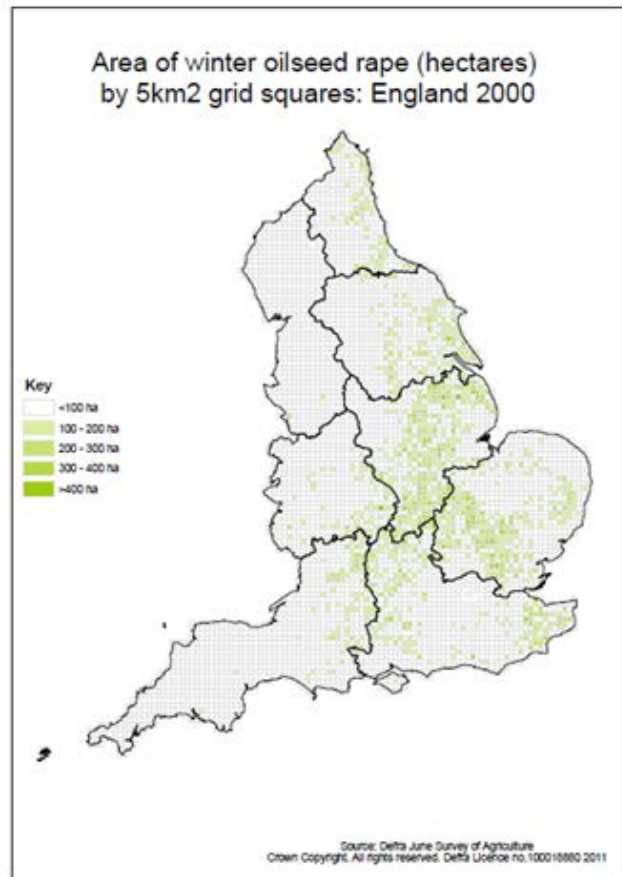 Area of winter oilseed rape (hectares)
by 5km2 grid squares: England 2000
Key
<100 ha
100 - 200 ha
200 - 300 ha
300 - 400 ha
>400 ha
Source: Defra June Survey of Agriculture
Crown Copyright. All rights reserved. Defra Licence no.100018880 2011